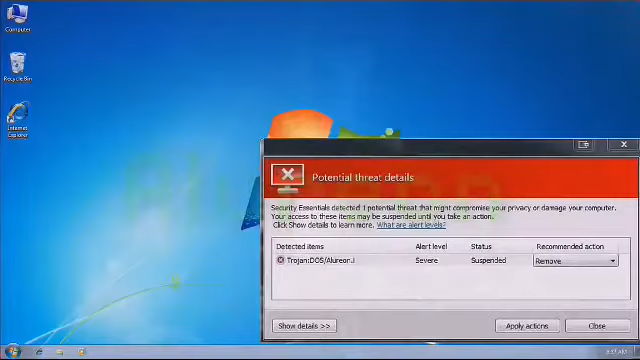 Computer
Recycle Bin
Internet
Explorer
Potential threat details
Security Essentials detected 1 potential threat that might compromise your privacy or damage your computer.
Your access to these items may be suspended until you take an action.
Click Show details to learn more. What are alert levels?
Detected items Alert level Status Recommended action
Trojan:DOS/Alureon.J Severe Suspended Remove
Show details >> Apply actions Close